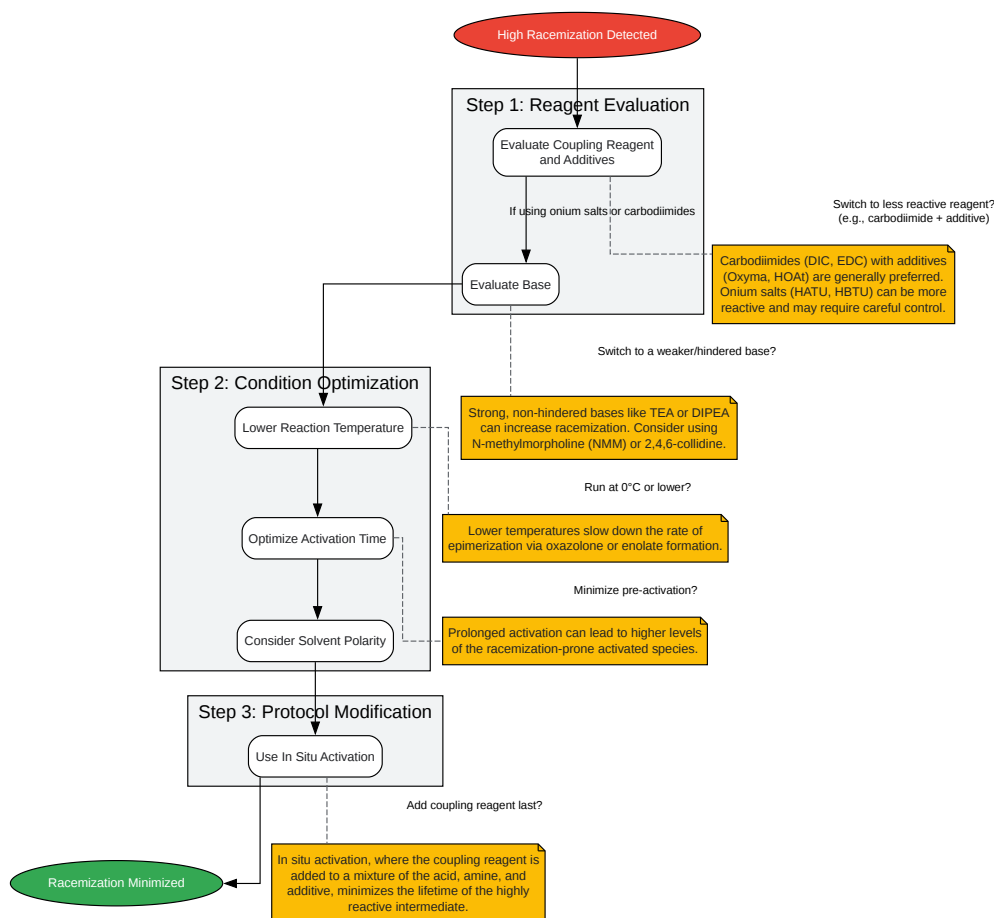 High Racemization Detected
Step 1: Reagent Evaluation
Evaluate Coupling Reagent
and Additives
If using onium salts or carbodiimides
Switch to less reactive reagent?
(e.g., carbodiimide + additive)
Carbodiimides (DIC, EDC) with additives
(Oxyma, HOAt) are generally preferred.
Onium salts (HATU, HBTU) can be more
reactive and may require careful control.
Evaluate Base
Switch to a weaker/hindered base?
Step 2: Condition Optimization
Lower Reaction Temperature
Strong, non-hindered bases like TEA or DIPEA
can increase racemization. Consider using
N-methylmorpholine (NMM) or 2,4,6-collidine.
Run at 0°C or lower?
Optimize Activation Time
Lower temperatures slow down the rate of
epimerization via oxazolone or enolate formation.
Minimize pre-activation?
Consider Solvent Polarity
Prolonged activation can lead to higher levels
of the racemization-prone activated species.
Step 3: Protocol Modification
Use In Situ Activation
Add coupling reagent last?
In situ activation, where the coupling reagent is
added to a mixture of the acid, amine, and
additive, minimizes the lifetime of the highly
reactive intermediate.
Racemization Minimized